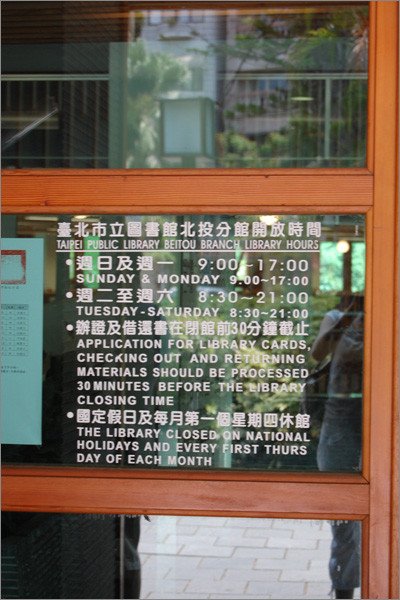 臺北市立圖書館北投分館開放時間
TAIPEI PUBLIC LIBRARY BEITOU BRANCH LIBRARY HOURS
•週日及週一 9:00~17:00
SUNDAY & MONDAY 9:00~17:00
•週二至週六 8:30~21:00
TUESDAY-SATURDAY 8:30~21:00
•辦證及借還書在閉館前30分鐘截止
APPLICATION FOR LIBRARY CARDS,
CHECKING OUT AND RETURNING
MATERIALS SHOULD BE PROCESSED
30 MINUTES BEFORE THE LIBRARY
CLOSING TIME
•國定假日及每月第一個星期四休館
THE LIBRARY CLOSED ON NATIONAL
HOLIDAYS AND EVERY FIRST THURS
DAY OF EACH MONTH